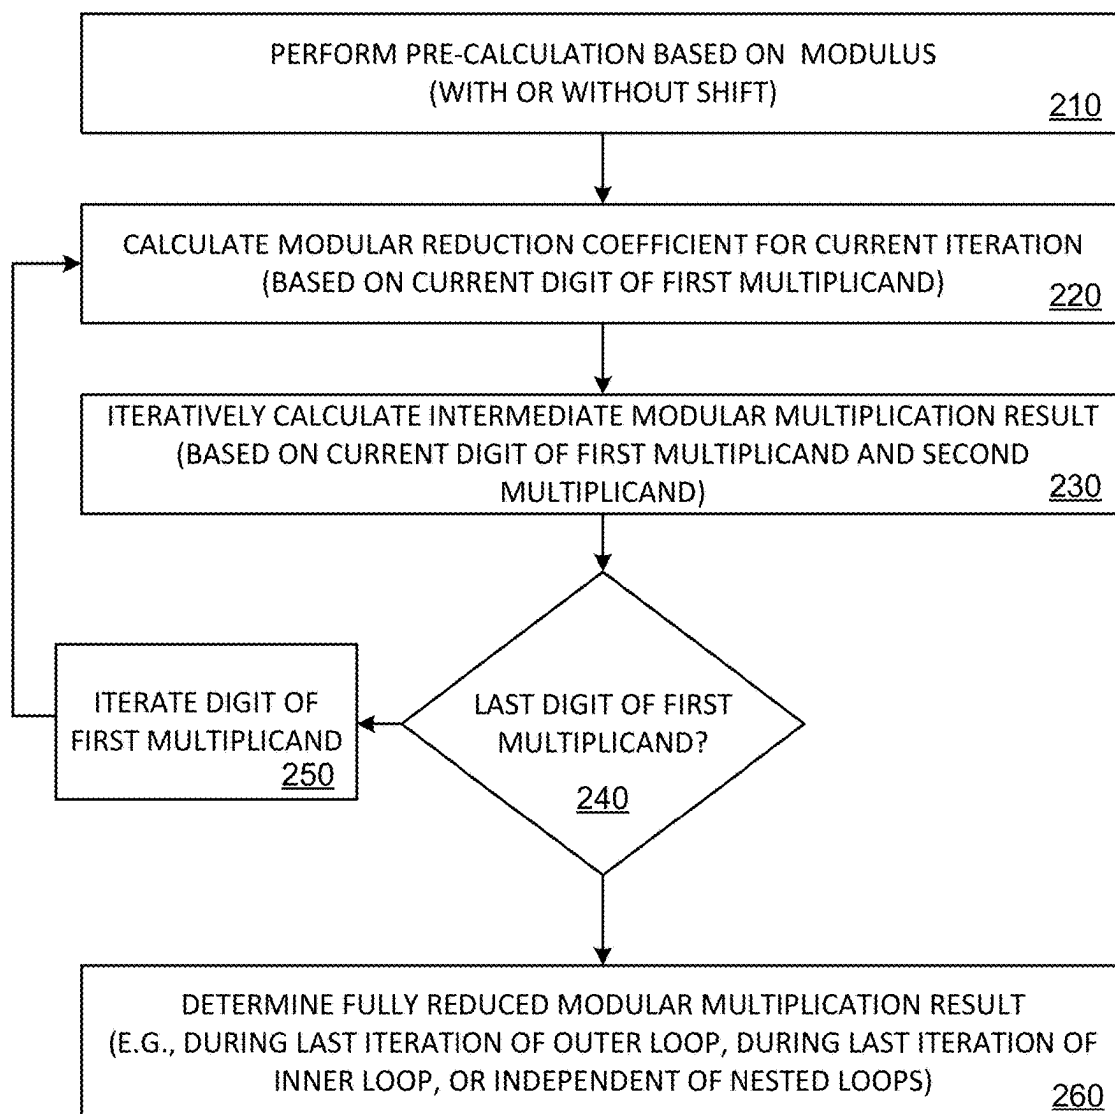 PERFORM PRE-CALCULATION BASED ON MODULUS
(WITH OR WITHOUT SHIFT)
210
CALCULATE MODULAR REDUCTION COEFFICIENT FOR CURRENT ITERATION
(BASED ON CURRENT DIGIT OF FIRST MULTIPLICAND)
220
ITERATIVELY CALCULATE INTERMEDIATE MODULAR MULTIPLICATION RESULT
(BASED ON CURRENT DIGIT OF FIRST MULTIPLICAND AND SECOND
MULTIPLICAND)
230
LAST DIGIT OF FIRST
MULTIPLICAND?
240
ITERATE DIGIT OF
FIRST MULTIPLICAND
250
DETERMINE FULLY REDUCED MODULAR MULTIPLICATION RESULT
(E.G., DURING LAST ITERATION OF OUTER LOOP, DURING LAST ITERATION OF
INNER LOOP, OR INDEPENDENT OF NESTED LOOPS)
260